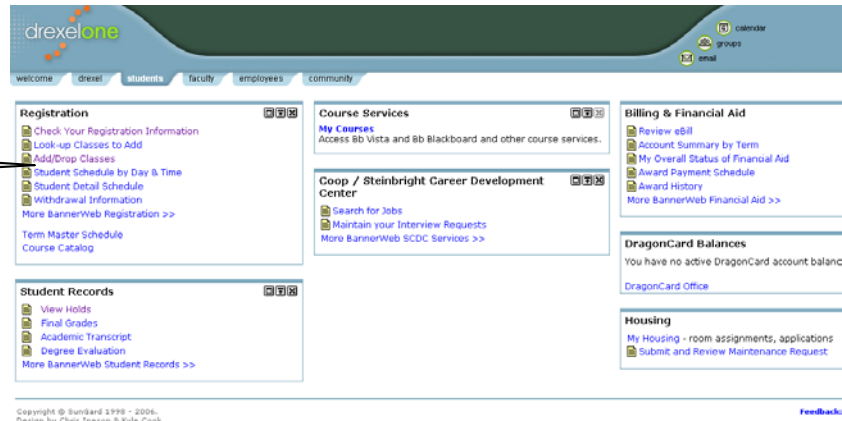 drexelone
calendar
groups
email
welcome
drexel
students
faculty
employees
community
Registration
Check Your Registration Information
Look-up Classes to Add
Add/Drop Classes
Student Schedule by Day & Time
Student Detail Schedule
Withdrawal Information
More BannerWeb Registration >>
Term Master Schedule
Course Catalog
Student Records
View Holds
Final Grades
Academic Transcript
Degree Evaluation
More BannerWeb Student Records >>
Course Services
My Courses
Access Bb Vista and Bb Blackboard and other course services.
Coop / Steinbright Career Development
Center
Search for Jobs
Maintain your Interview Requests
More BannerWeb SCDC Services >>
Billing & Financial Aid
Review eBill
Account Summary by Term
My Overall Status of Financial Aid
Award Payment Schedule
Award History
More BannerWeb Financial Aid >>
DragonCard Balances
You have no active DragonCard account balanc
DragonCard Office
Housing
My Housing - room assignments, applications
Submit and Review Maintenance Request
Copyright © SunGard 1998 - 2006.
Design by Chris & Kyle Cook
Feedback